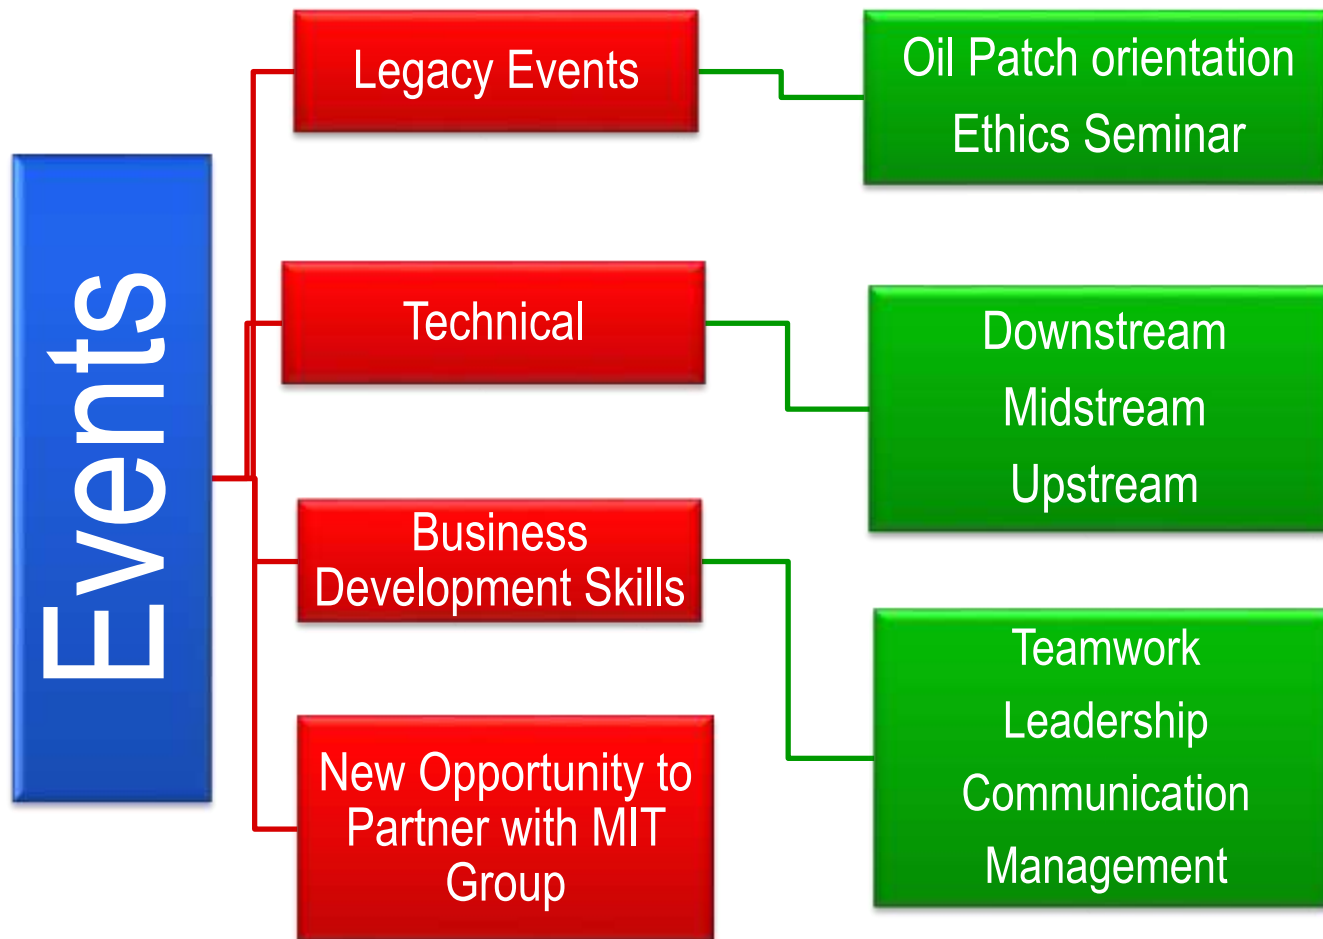 Events
Legacy Events
Oil Patch orientation
Ethics Seminar
Technical
Downstream
Midstream
Upstream
Business
Development Skills
Teamwork
Leadership
Communication
Management
New Opportunity to
Partner with MIT
Group